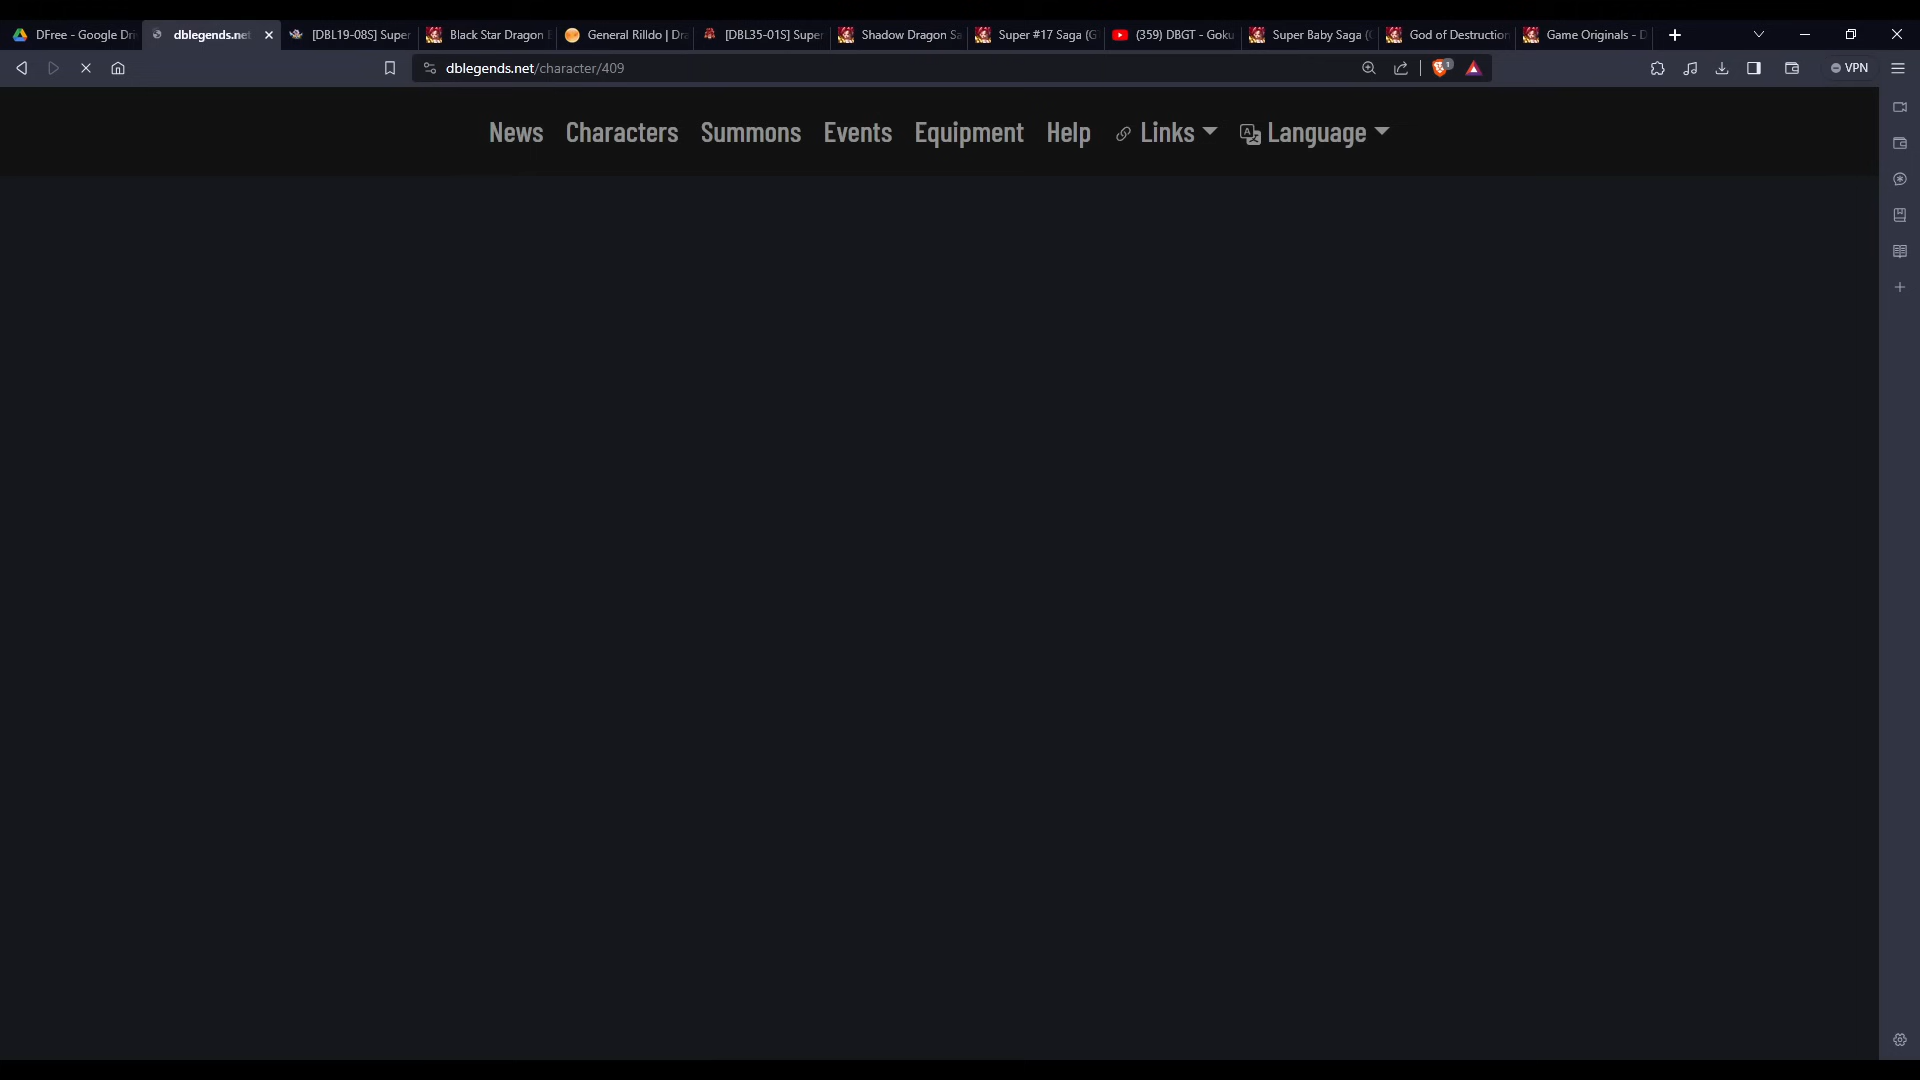 DFree - Google Dri
dblegends.net
[DBL19-08S] Super
Black Star Dragon
General Rilldo | Dra
[DBL35-01S] Super
Shadow Dragon Sa
Super #17 Saga (G
(359) DBGT - Goku
Super Baby Saga (
God of Destruction
Game Originals - D
dblegends.net/character/409
1
VPN
News Characters Summons Events Equipment Help Links Language